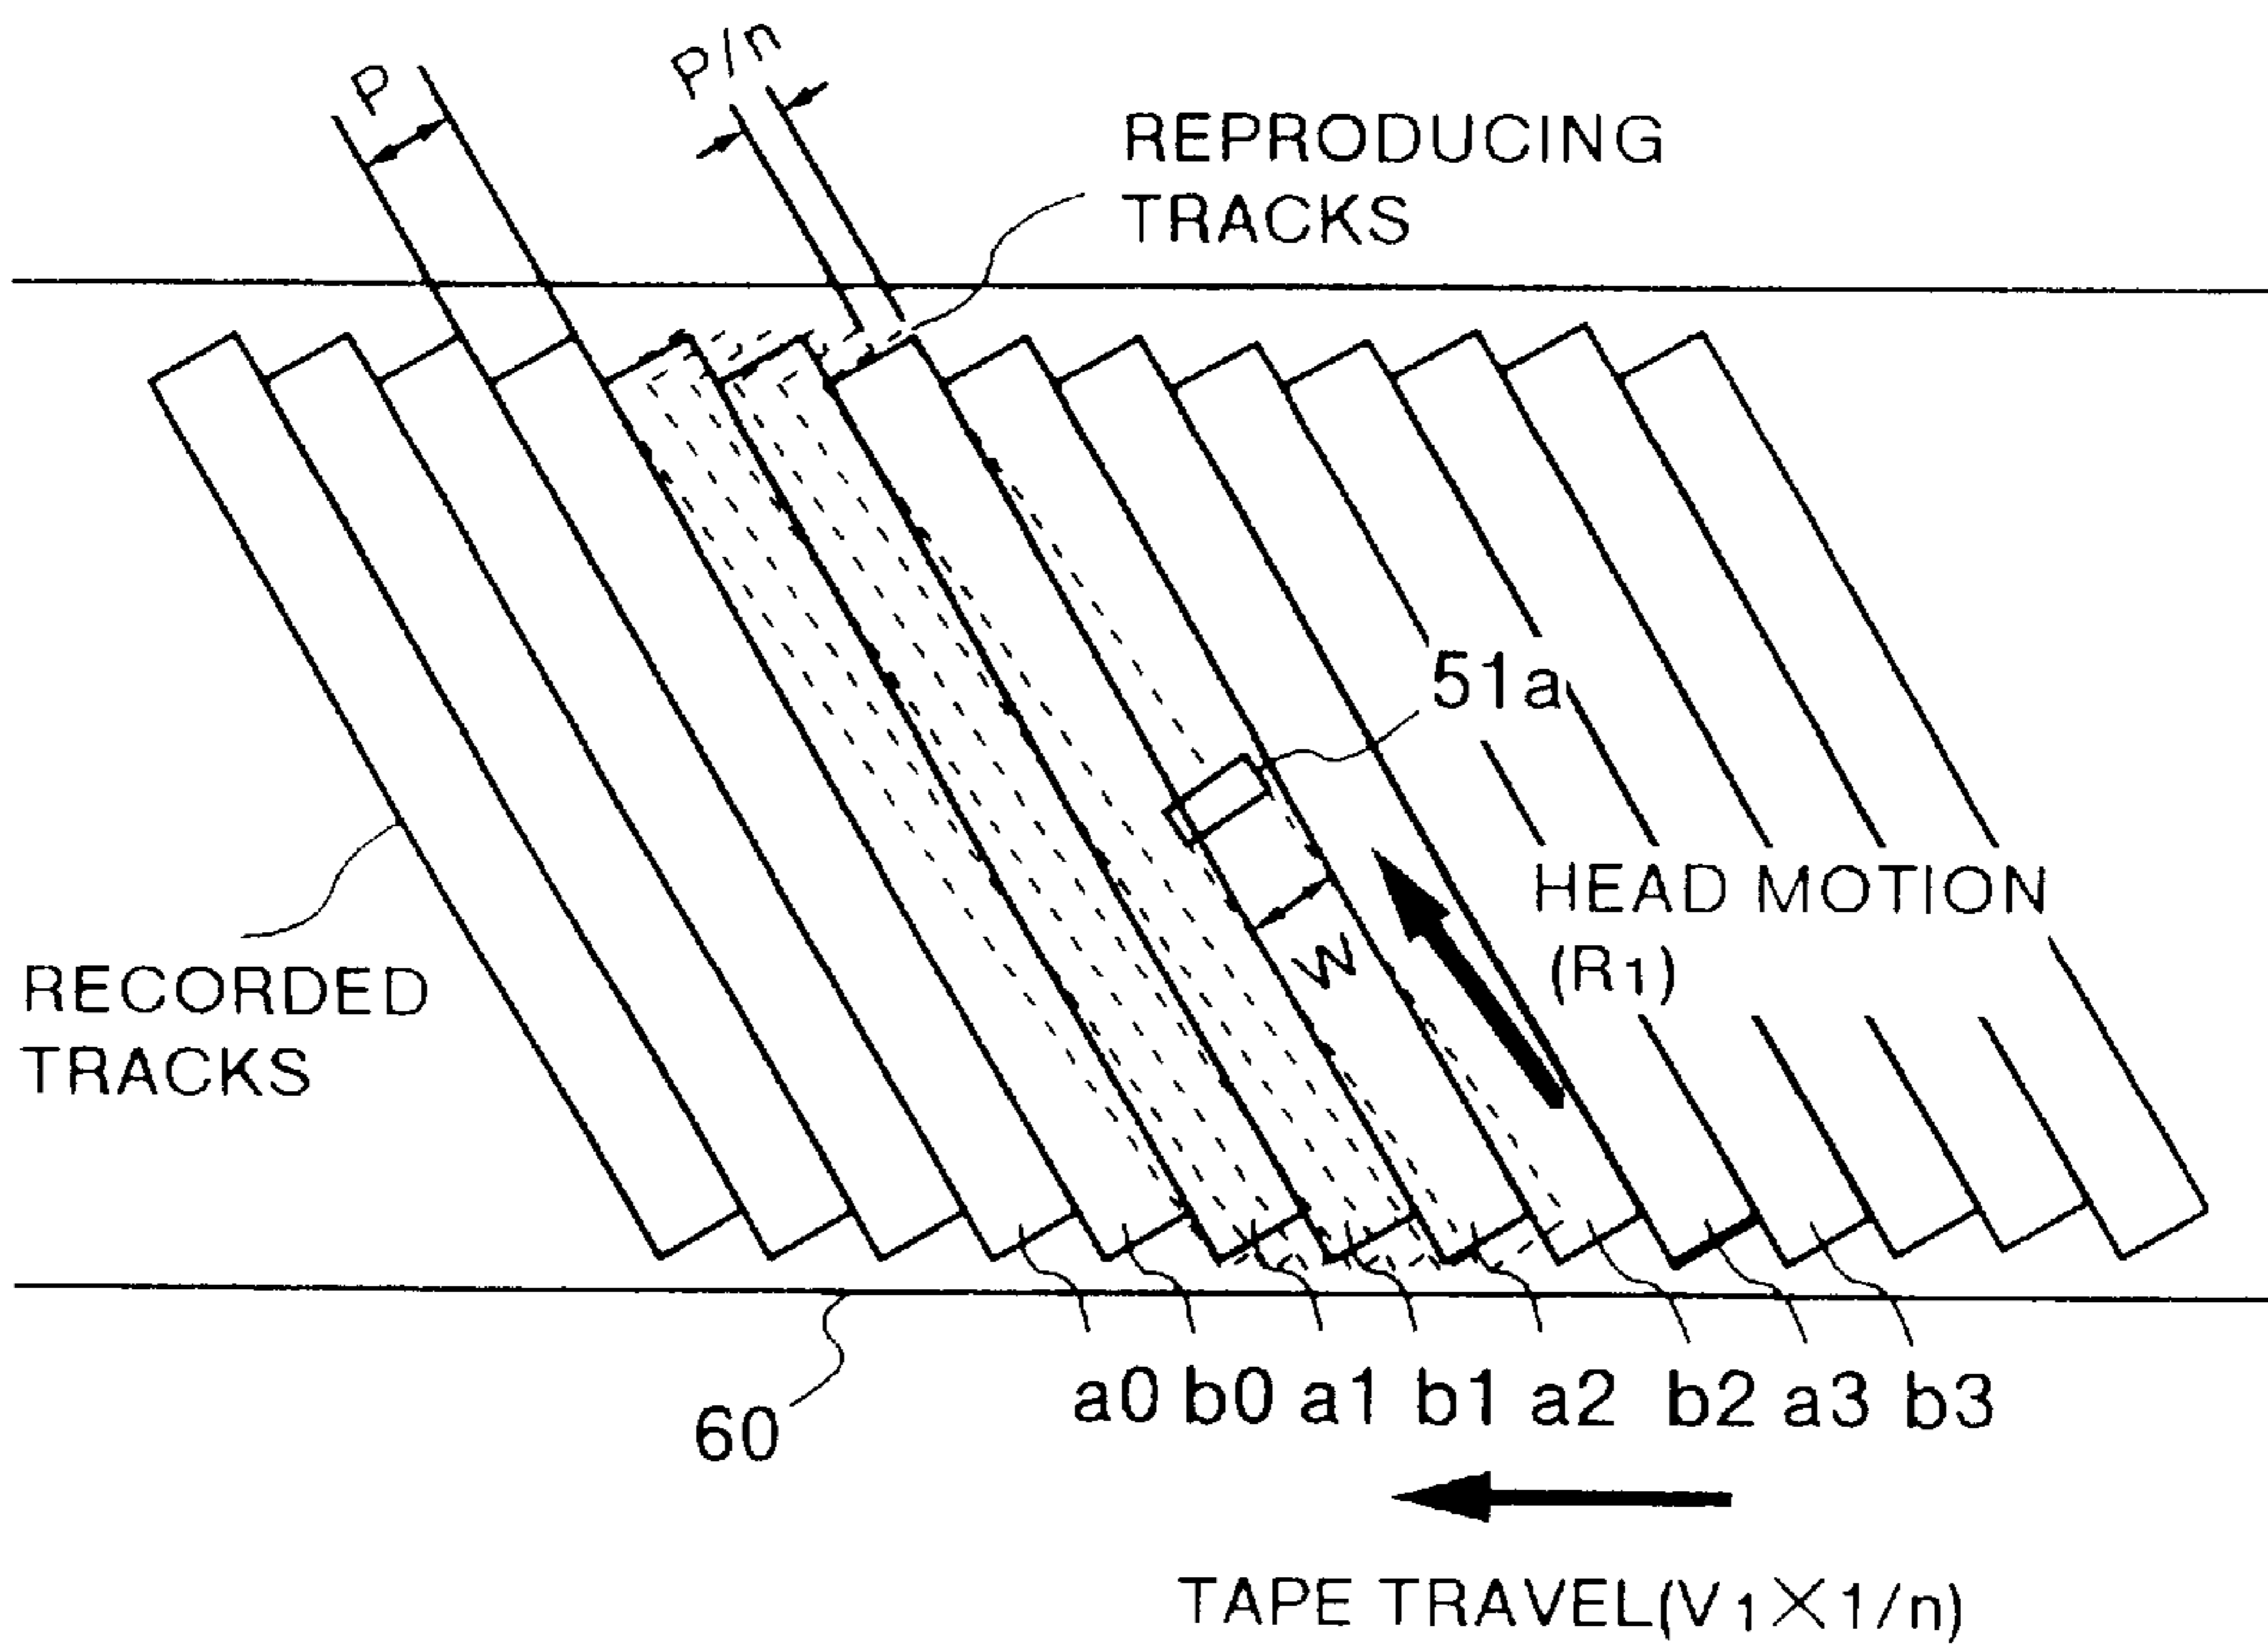 P
P/n
REPRODUCING
TRACKS
51a
HEAD MOTION
(R1)
W
RECORDED
TRACKS
a0 b0 a1 b1 a2 b2 a3 b3
60
TAPE TRAVEL(V1×1/n)